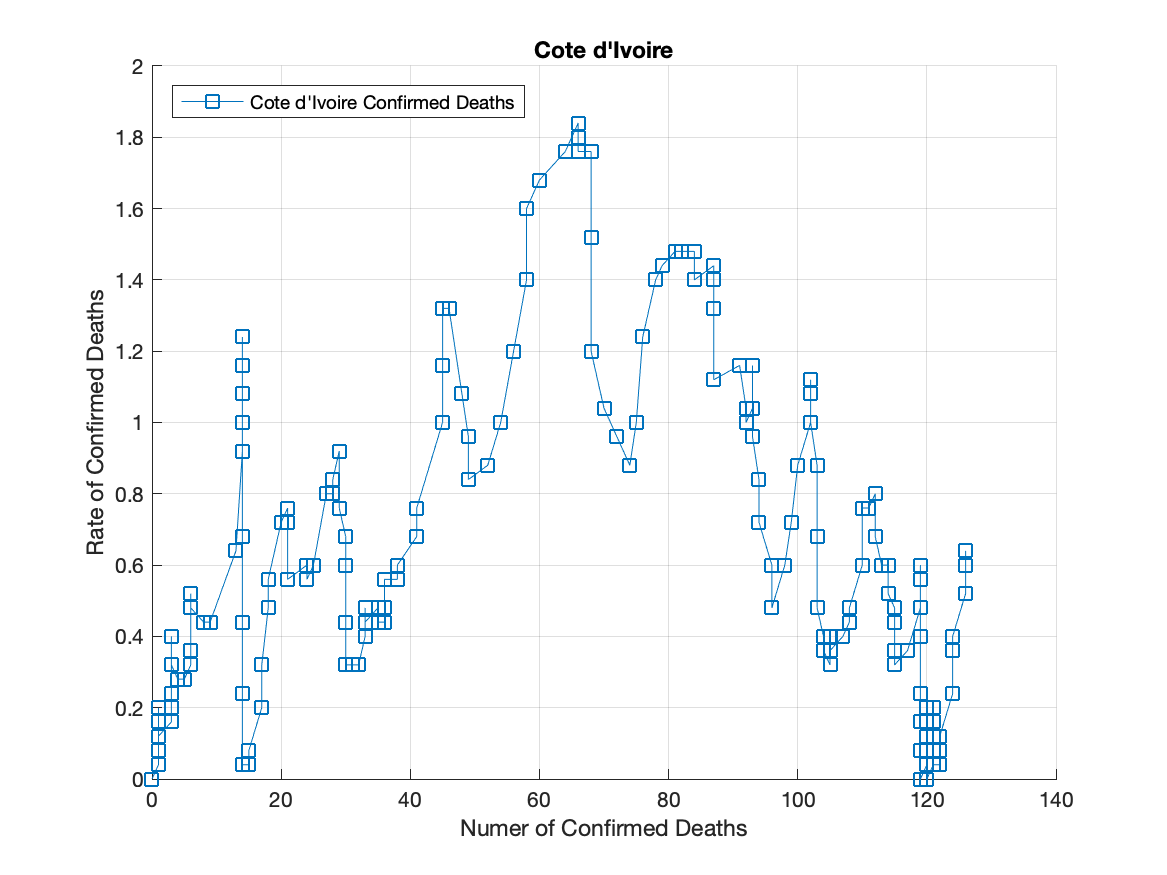 Cote d'Ivoire
Cote d'Ivoire Confirmed Deaths
2
1.8
1.6
1.4
1.2
1
0.8
0.6
0.4
0.2
0
Rate of Confirmed Deaths
0 20 40 60 80 100 120 140
Numer of Confirmed Deaths